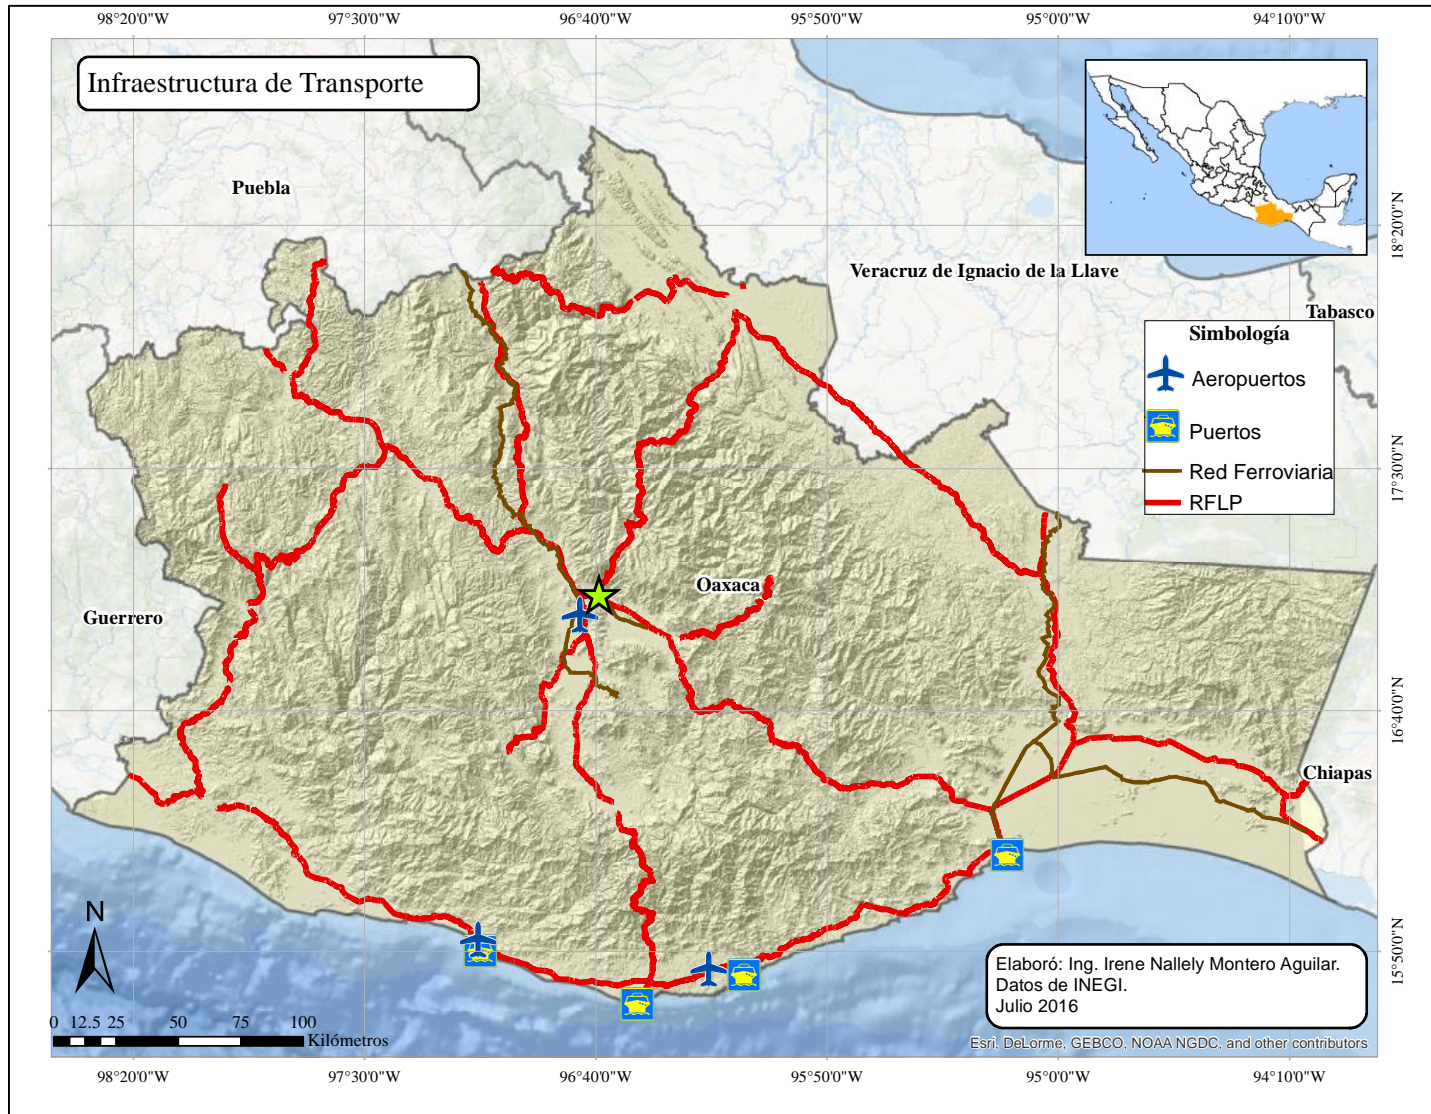 98°20'0"W 97°30'0"W 96°40'0"W 95°50'0"W 95°0'0"W 94°10'0"W
Infraestructura de Transporte
Puebla
Veracruz de Ignacio de la Llave
Tabasco
18°20'0"N
Simbología
Aeropuertos
Puertos
Red Ferroviaria
RFLP
17°30'0"N
Oaxaca
Guerrero
16°40'0"N
Chiapas
N
15°50'0"N
Elaboró: Ing. Irene Nallely Montero Aguilar.
Datos de INEGI.
Julio 2016
0 12.5 25 50 75 100
Kilómetros
Esri, DeLorme, GEBCO, NOAA NGDC, and other contributors
98°20'0"W 97°30'0"W 96°40'0"W 95°50'0"W 95°0'0"W 94°10'0"W